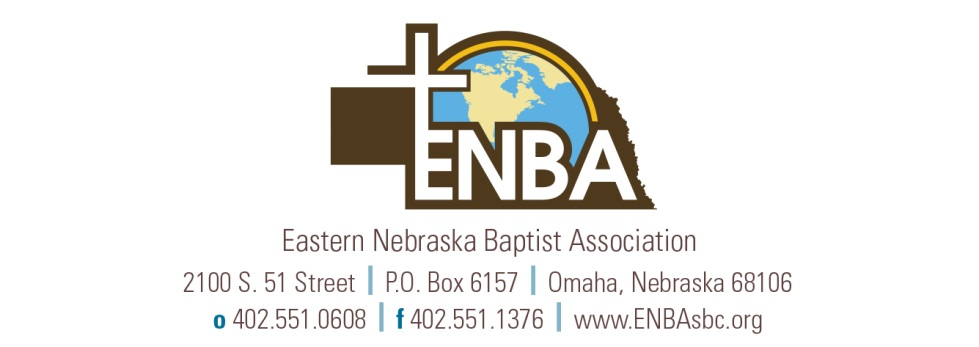 ENBA
Eastern Nebraska Baptist Association
2100 S. 51 Street | P.O. Box 6157 | Omaha, Nebraska 68106
o 402.551.0608 | f 402.551.1376 | www.ENBAsbc.org